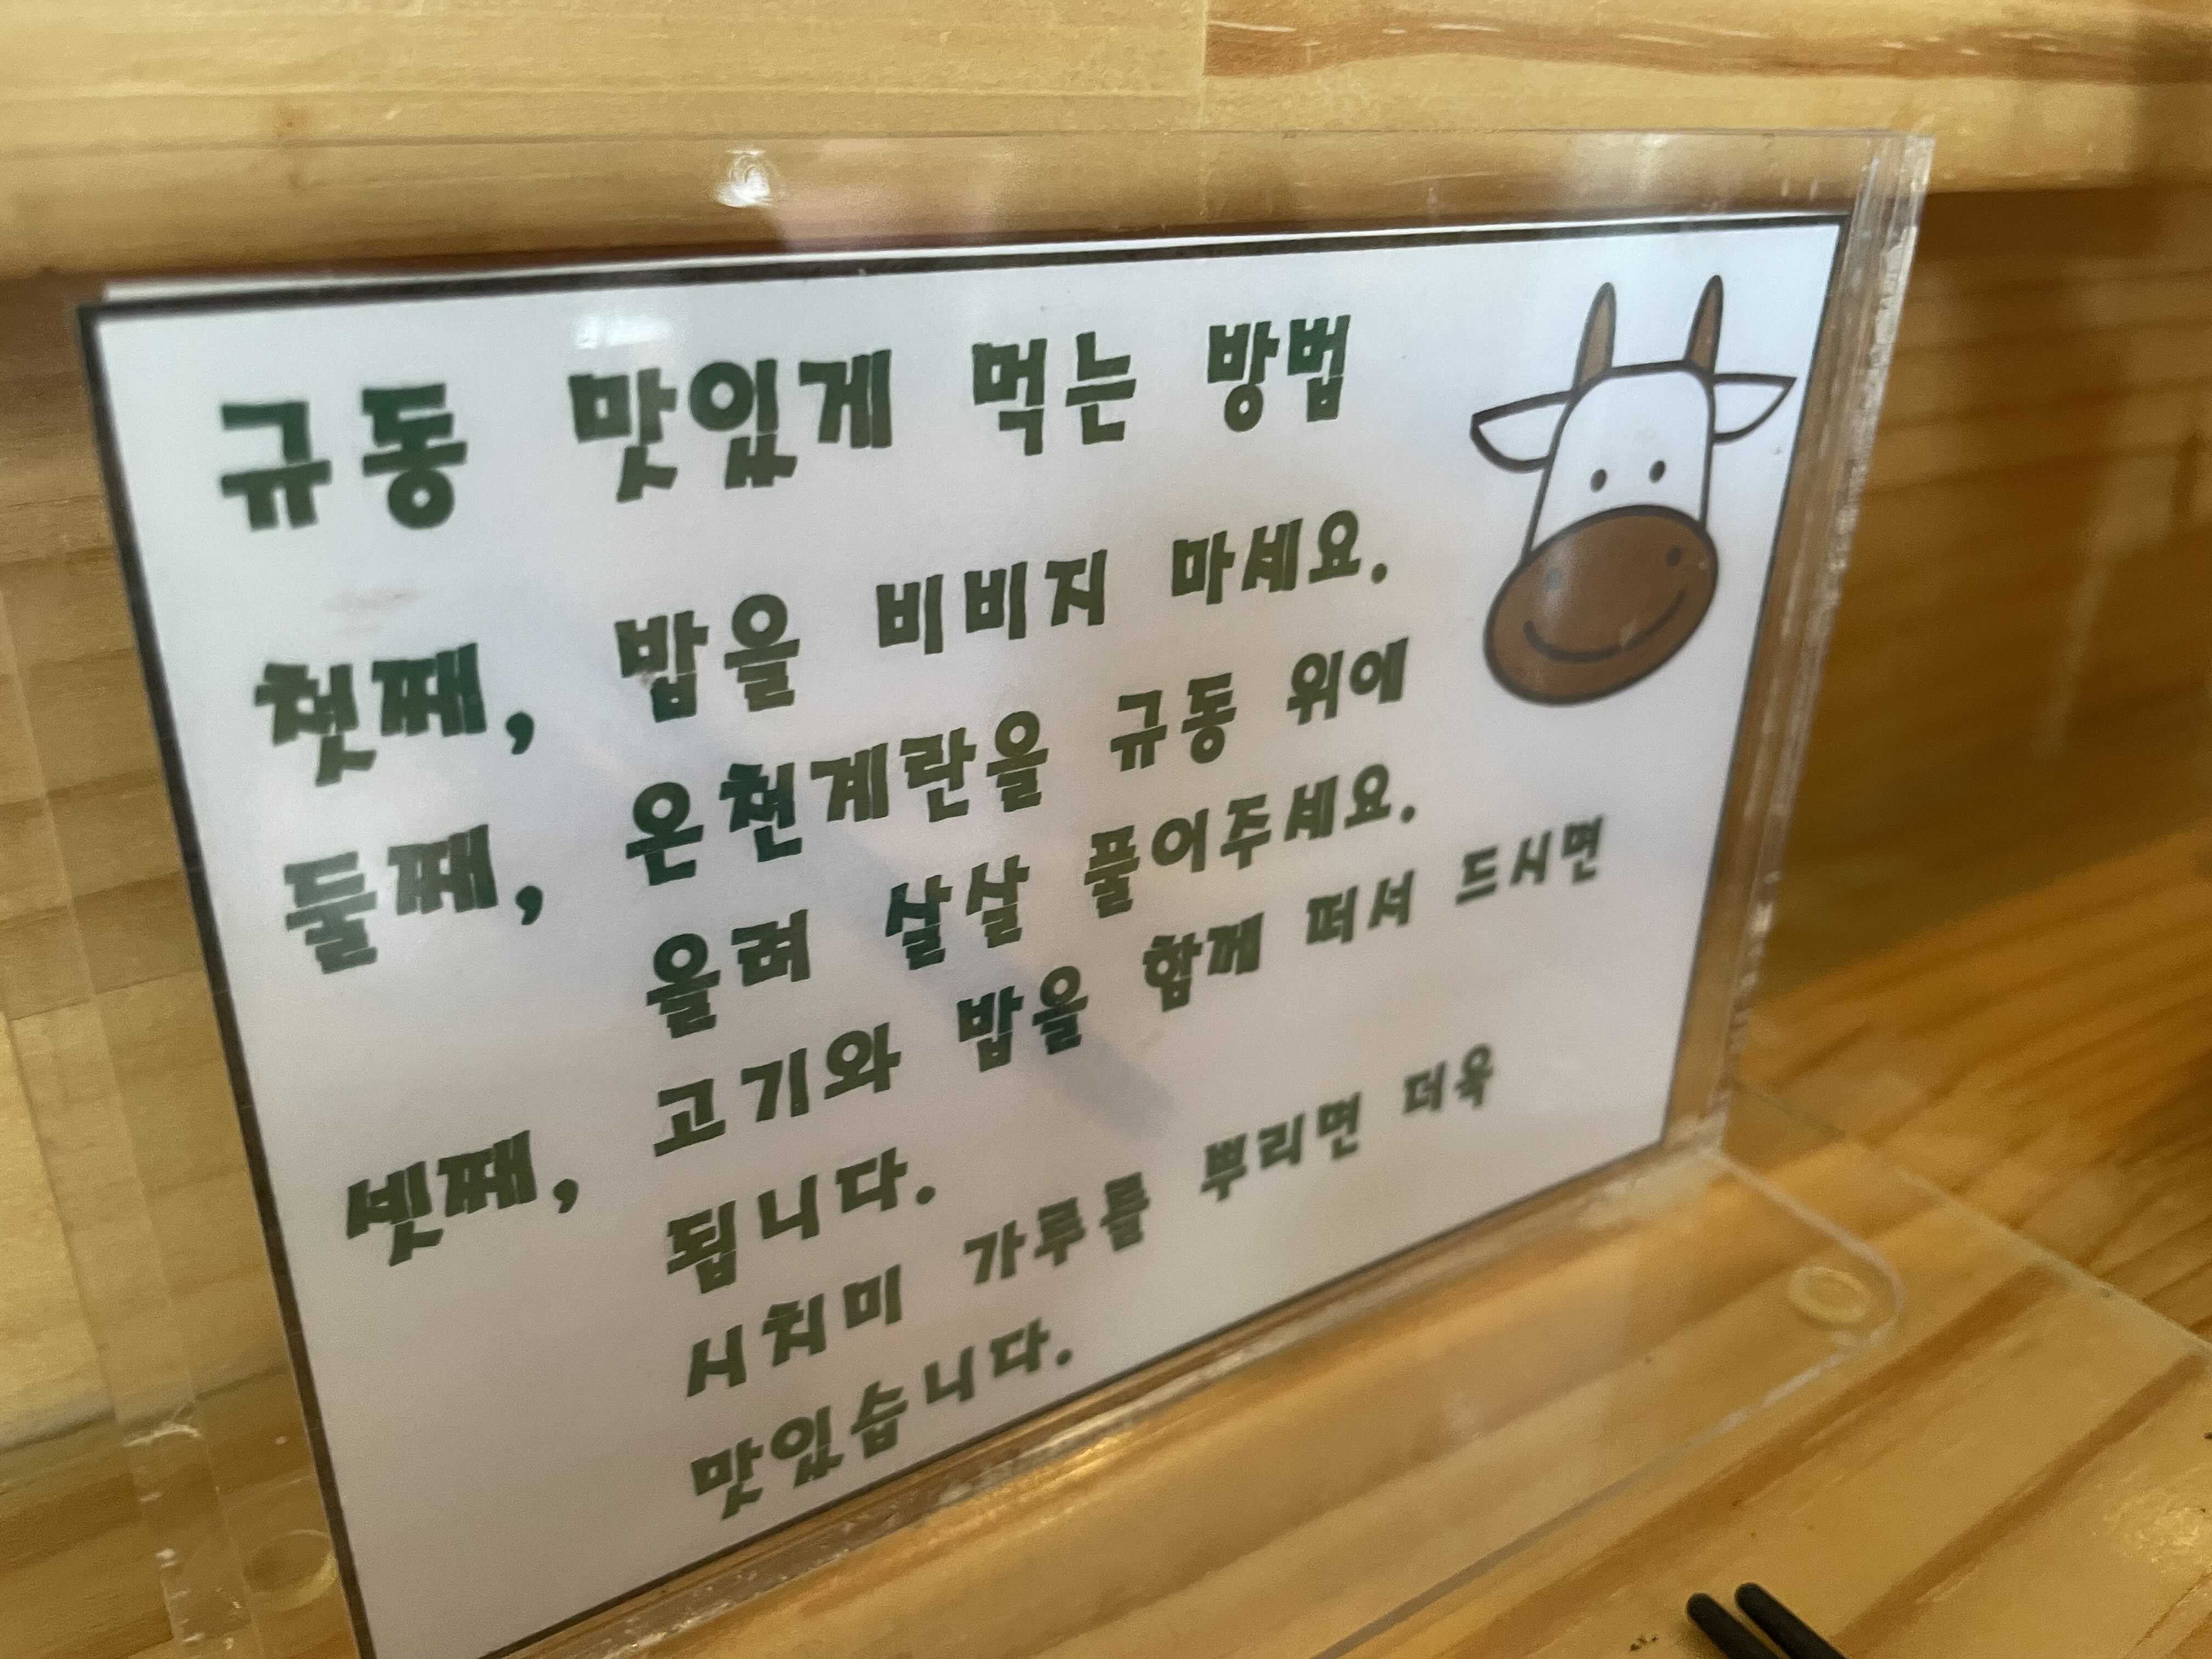 규동 맛있게 먹는 방법
첫째, 밥을 비비지 마세요.
둘째, 온천계란을 규동 위에
올려 살살 풀어주세요.
셋째, 고기와 밥을 함께 떠서 드시면
됩니다.
시치미 가루를 뿌리면 더욱
맛있습니다.